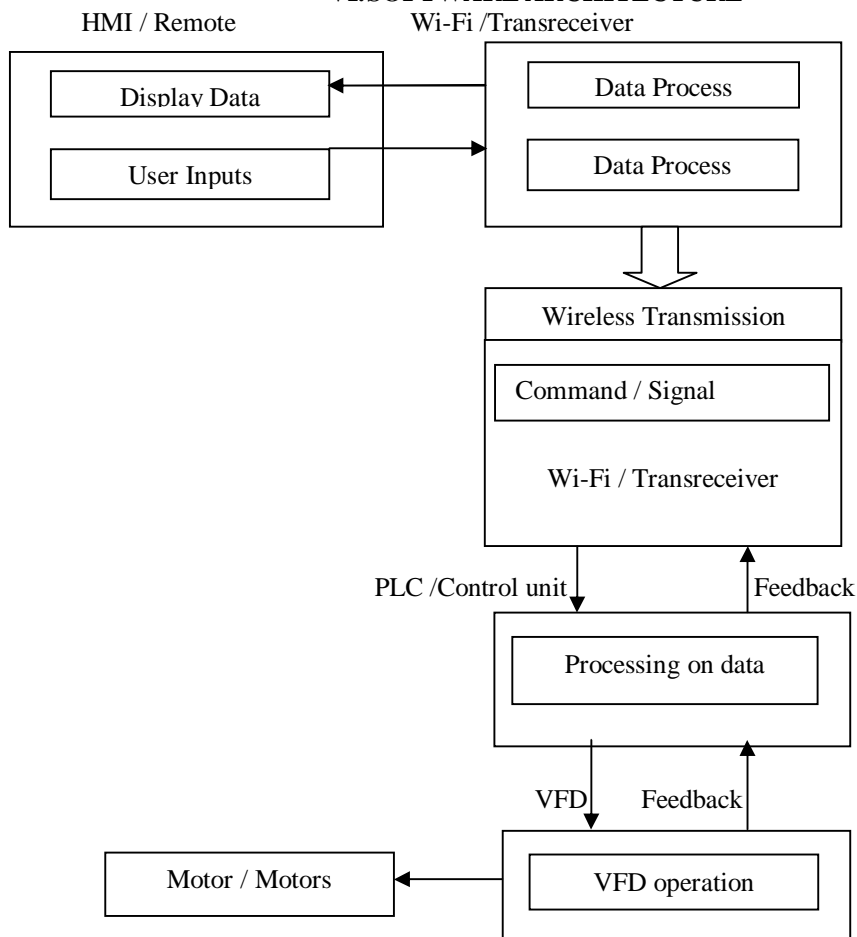 HMI / Remote
Wi-Fi /Transreceiver
Display Data
User Inputs
Data Process
Data Process
Wireless Transmission
Command / Signal
Wi-Fi / Transreceiver
PLC /Control unit
Feedback
Processing on data
VFD
Feedback
Motor / Motors
VFD operation